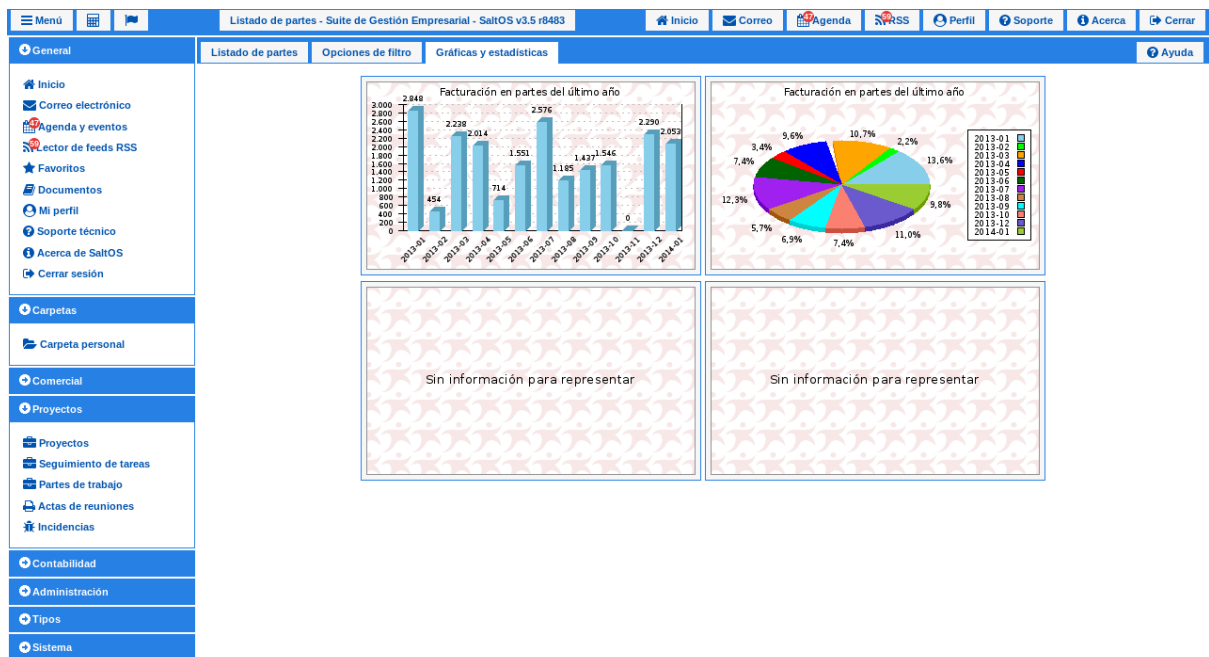 Menú
Listado de partes - Suite de Gestión Empresarial - SaltOS v3.5 r8483
Inicio
Correo
47
Agenda
59
RSS
Perfil
Soporte
Acerca
Cerrar
General
Inicio
Correo electrónico
47
Agenda y eventos
59
Lector de feeds RSS
Favoritos
Documentos
Mi perfil
Soporte técnico
Acerca de SaltOS
Cerrar sesión
Carpetas
Carpeta personal
Comercial
Proyectos
Proyectos
Seguimiento de tareas
Partes de trabajo
Actas de reuniones
Incidencias
Contabilidad
Administración
Tipos
Sistema
Listado de partes
Opciones de filtro
Gráficas y estadísticas
Ayuda
Facturación en partes del último año
3.000
2.800
2.600
2.400
2.200
2.000
1.800
1.600
1.400
1.200
1.000
800
600
400
200
0
2.848
454
2.238
2.014
714
1.551
2.576
1.185
1.437
1.546
0
2.290
2.053
2013-01
2013-02
2013-03
2013-04
2013-05
2013-06
2013-07
2013-08
2013-09
2013-10
2013-11
2013-12
2014-01
Facturación en partes del último año
13,6%
2,2%
10,7%
9,6%
3,4%
7,4%
12,3%
5,7%
6,9%
7,4%
11,0%
9,8%
2013-01
2013-02
2013-03
2013-04
2013-05
2013-06
2013-07
2013-08
2013-09
2013-10
2013-12
2014-01
Sin información para representar
Sin información para representar